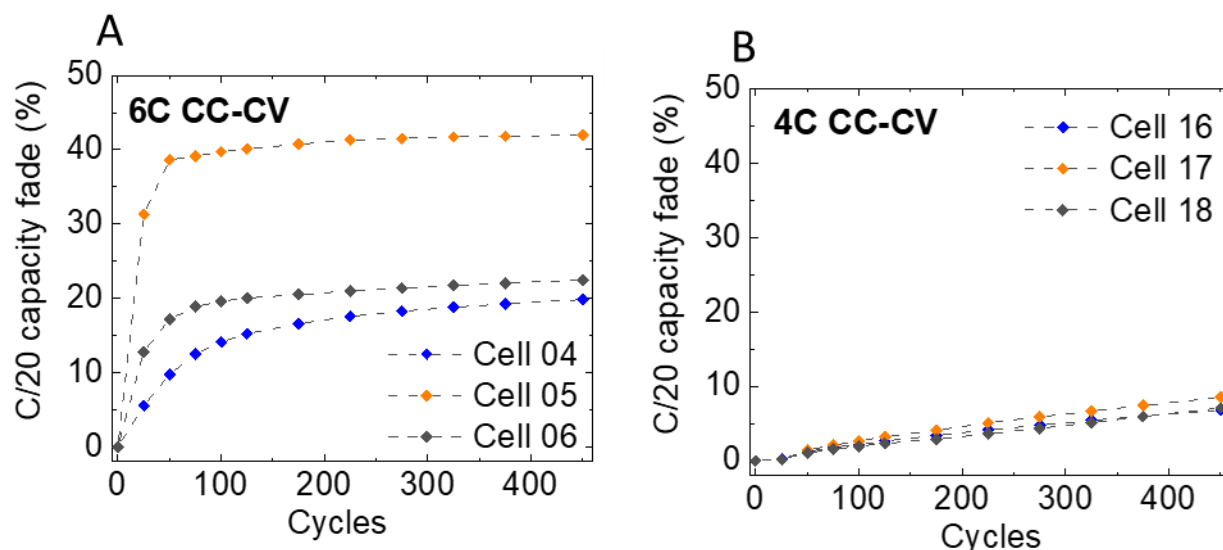 A
C/20 capacity fade (%)
50
40
30
20
10
0
6C CC-CV
Cell 04
Cell 05
Cell 06
0 100 200 300 400
Cycles
B
C/20 capacity fade (%)
50
40
30
20
10
0
4C CC-CV
Cell 16
Cell 17
Cell 18
0 100 200 300 400
Cycles